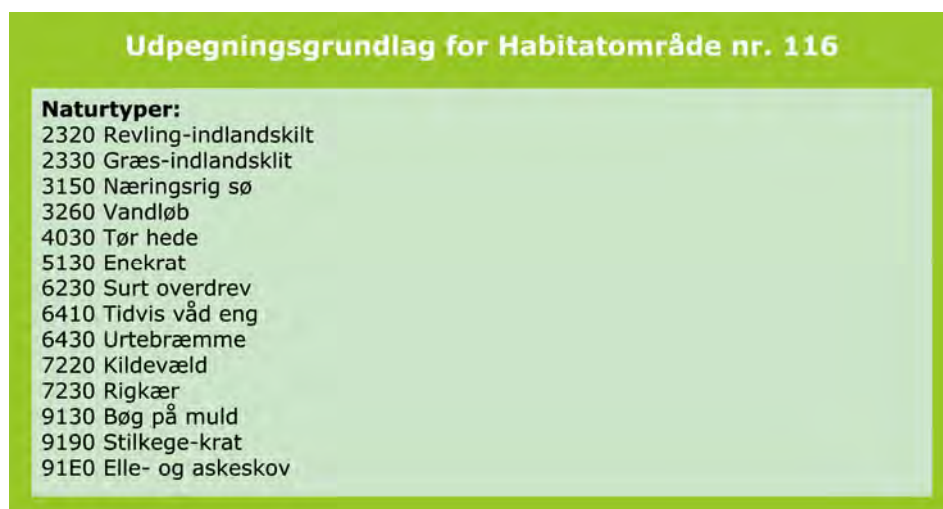 Udpegningsgrundlag for Habitatområde nr. 116
Naturtyper:
2320 Revling-indlandskilt
2330 Græs-indlandsklit
3150 Næringsrig sø
3260 Vandløb
4030 Tør hede
5130 Enekrat
6230 Surt overdrev
6410 Tidvis våd eng
6430 Urtebræmme
7220 Kildevæld
7230 Rigkær
9130 Bøg på muld
9190 Stilkege-krat
91E0 Elle- og askeskov